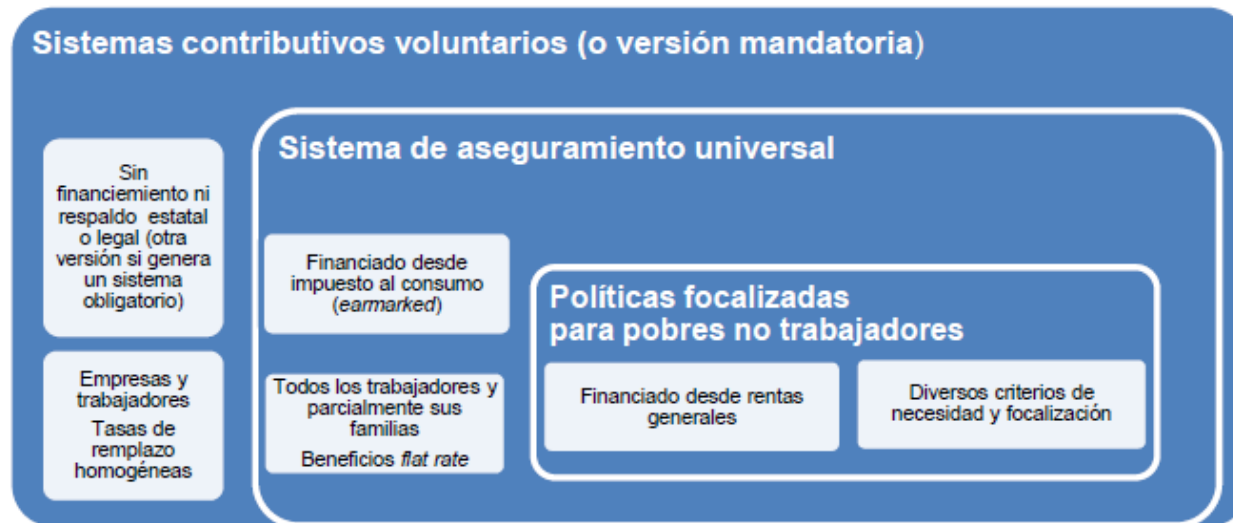 Sistemas contributivos voluntarios (o versión mandatoria)
Sin
financiemiento ni
respaldo estatal
o legal (otra
versión si genera
un sistema
obligatorio)
Empresas y
trabajadores
Tasas de
remplazo
homogéneas
Sistema de aseguramiento universal
Financiado desde
impuesto al consumo
(earmarked)
Todos los trabajadores y
parcialmente sus
familias
Beneficios flat rate
Políticas focalizadas
para pobres no trabajadores
Financiado desde rentas
generales
Diversos criterios de
necesidad y focalización